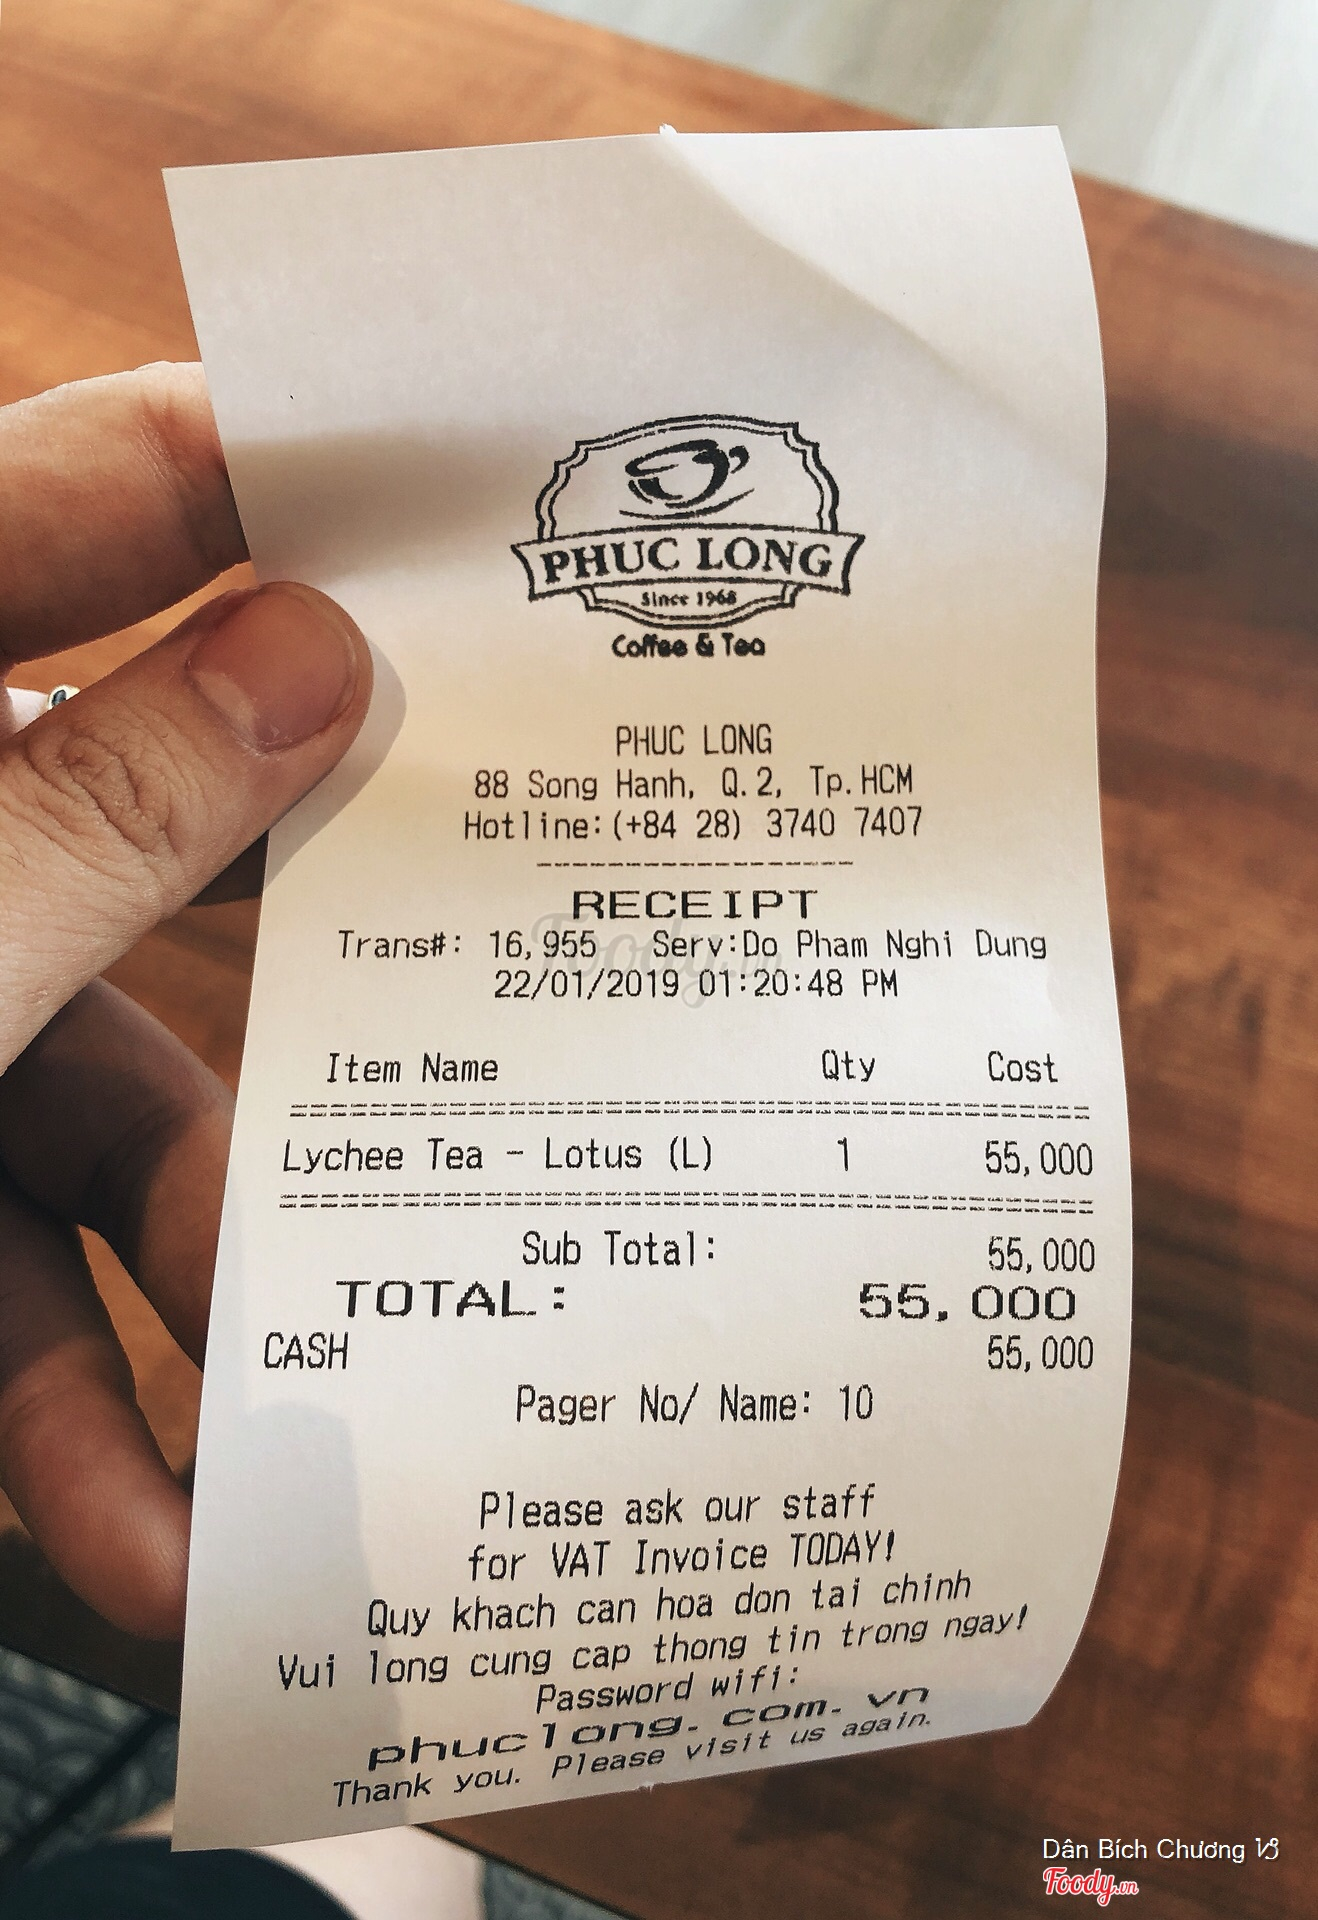 PHUC LONG
Since 1968
Coffee & Tea
PHUC LONG
88 Song Hanh, Q.2, Tp.HCM
Hotline:(+84 28) 3740 7407
RECEIPT
Trans#: 16,955 Serv:Do Pham Nghi Dung
22/01/2019 01:20:48 PM
Item Name Qty Cost
Lychee Tea - Lotus (L) 1 55,000
Sub Total: 55,000
TOTAL: 55,000
CASH 55,000
Pager No/ Name: 10
Please ask our staff
for VAT Invoice TODAY!
Quy khach can hoa don tai chinh
Vui long cung cap thong tin trong ngay!
Password wifi:
phuclong.com.vn
Thank you. Please visit us again.
Foody.vn
Dân Bích Chương
Foody.vn